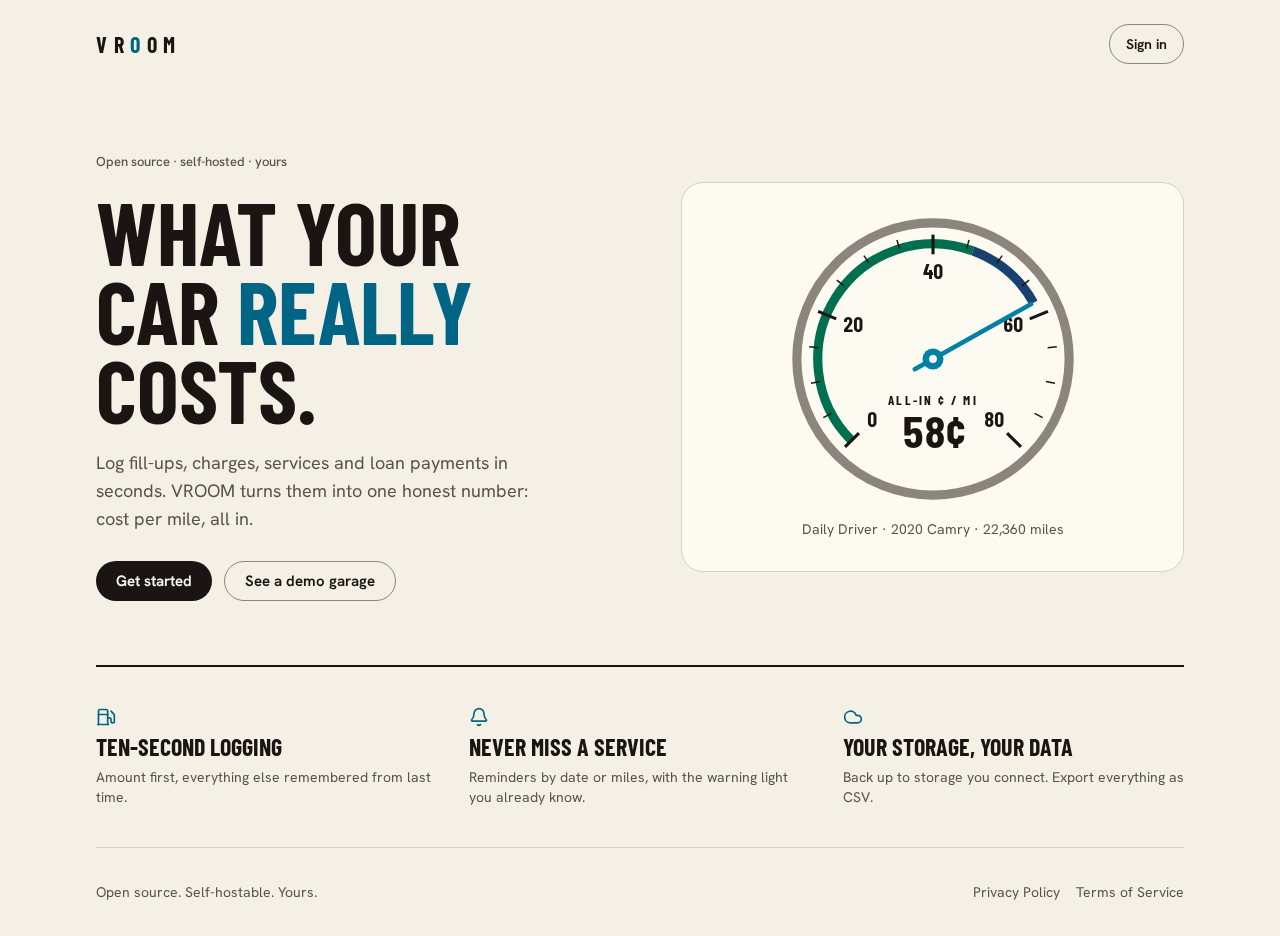 VROOM
Sign in
Open source · self-hosted · yours
WHAT YOUR
CAR REALLY
COSTS.
Log fill-ups, charges, services and loan payments in
seconds. VROOM turns them into one honest number:
cost per mile, all in.
Get started
See a demo garage
0
20
40
60
80
ALL-IN ¢ / MI
58¢
Daily Driver · 2020 Camry · 22,360 miles
TEN-SECOND LOGGING
Amount first, everything else remembered from last
time.
NEVER MISS A SERVICE
Reminders by date or miles, with the warning light
you already know.
YOUR STORAGE, YOUR DATA
Back up to storage you connect. Export everything as
CSV.
Open source. Self-hostable. Yours.
Privacy Policy
Terms of Service